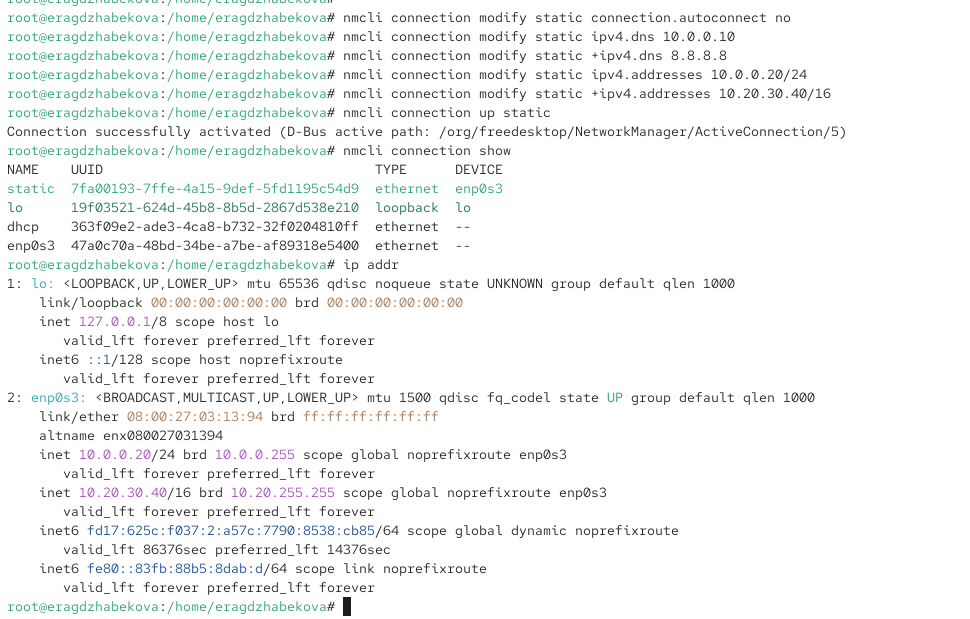 root@eragdzhabekova:/home/eragdzhabekova#
root@eragdzhabekova:/home/eragdzhabekova# nmcli connection modify static connection.autoconnect no
root@eragdzhabekova:/home/eragdzhabekova# nmcli connection modify static ipv4.dns 10.0.0.10
root@eragdzhabekova:/home/eragdzhabekova# nmcli connection modify static +ipv4.dns 8.8.8.8
root@eragdzhabekova:/home/eragdzhabekova# nmcli connection modify static ipv4.addresses 10.0.0.20/24
root@eragdzhabekova:/home/eragdzhabekova# nmcli connection modify static +ipv4.addresses 10.20.30.40/16
root@eragdzhabekova:/home/eragdzhabekova# nmcli connection up static
Connection successfully activated (D-Bus active path: /org/freedesktop/NetworkManager/ActiveConnection/5)
root@eragdzhabekova:/home/eragdzhabekova# nmcli connection show
NAME    UUID                                  TYPE      DEVICE
static  7fa00193-7ffe-4a15-9def-5fd1195c54d9  ethernet  enp0s3
lo      19f03521-624d-45b8-8b5d-2867d538e210  loopback  lo
dhcp    363f09e2-ade3-4ca8-b732-32f0204810ff  ethernet  --
enp0s3  47a0c70a-48bd-34be-a7be-af89318e5400  ethernet  --
root@eragdzhabekova:/home/eragdzhabekova# ip addr
1: lo: <LOOPBACK,UP,LOWER_UP> mtu 65536 qdisc noqueue state UNKNOWN group default qlen 1000
    link/loopback 00:00:00:00:00:00 brd 00:00:00:00:00:00
    inet 127.0.0.1/8 scope host lo
       valid_lft forever preferred_lft forever
    inet6 ::1/128 scope host noprefixroute
       valid_lft forever preferred_lft forever
2: enp0s3: <BROADCAST,MULTICAST,UP,LOWER_UP> mtu 1500 qdisc fq_codel state UP group default qlen 1000
    link/ether 08:00:27:03:13:94 brd ff:ff:ff:ff:ff:ff
    altname enx080027031394
    inet 10.0.0.20/24 brd 10.0.0.255 scope global noprefixroute enp0s3
       valid_lft forever preferred_lft forever
    inet 10.20.30.40/16 brd 10.20.255.255 scope global noprefixroute enp0s3
       valid_lft forever preferred_lft forever
    inet6 fd17:625c:f037:2:a57c:7790:8538:cb85/64 scope global dynamic noprefixroute
       valid_lft 86376sec preferred_lft 14376sec
    inet6 fe80::83fb:88b5:8dab:d/64 scope link noprefixroute
       valid_lft forever preferred_lft forever
root@eragdzhabekova:/home/eragdzhabekova#